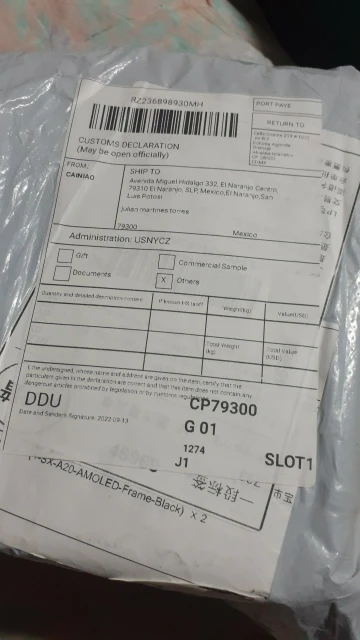 RZ236898930MH
PORT PAYE
RETURN TO
CUSTOMS DECLARATION
(May be open officially)
FROM:
CAINIAO
SHIP TO
Avenida Miguel Hidalgo 332, El Naranjo Centro,
79310 El Naranjo, SLP, Mexico,El Naranjo,San
Luis Potosi
julian martines torres
79300
Mexico
Administration: USNYCZ
Gift
Commercial Sample
Documents
X Others
Quantity and detailed description content
Weight(kg)
Value(USD)
Total Weight
(kg)
Total Value
(USD)
I, the undersigned, whose name and address are given on the item, certify that the
particulars given in the declaration are correct and that this item does not contain any
dangerous articles prohibited by legislation or by customs
DDU
CP79300
Date and Senders Signature: 2022-09-13
G 01
1274
J1
SLOT1
一段标签
-A20-AMOLED-Frame-Black) × 2